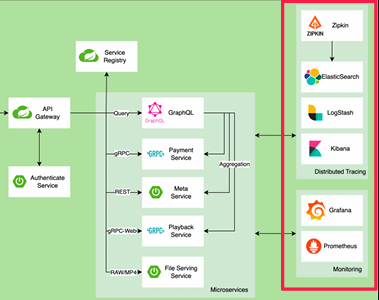 Service
Registry
API
Gateway
Authenticate
Service
Query
GraphQL
GraphQL
gRPC
GRPC
Payment
Service
Aggregation
REST
Meta
Service
gRPC-Web
GRPC
Playback
Service
RAW/MP4
File Serving
Service
Microservices
ZIPKIN
Zipkin
ElasticSearch
LogStash
Kibana
Distributed Tracing
Grafana
Prometheus
Monitoring